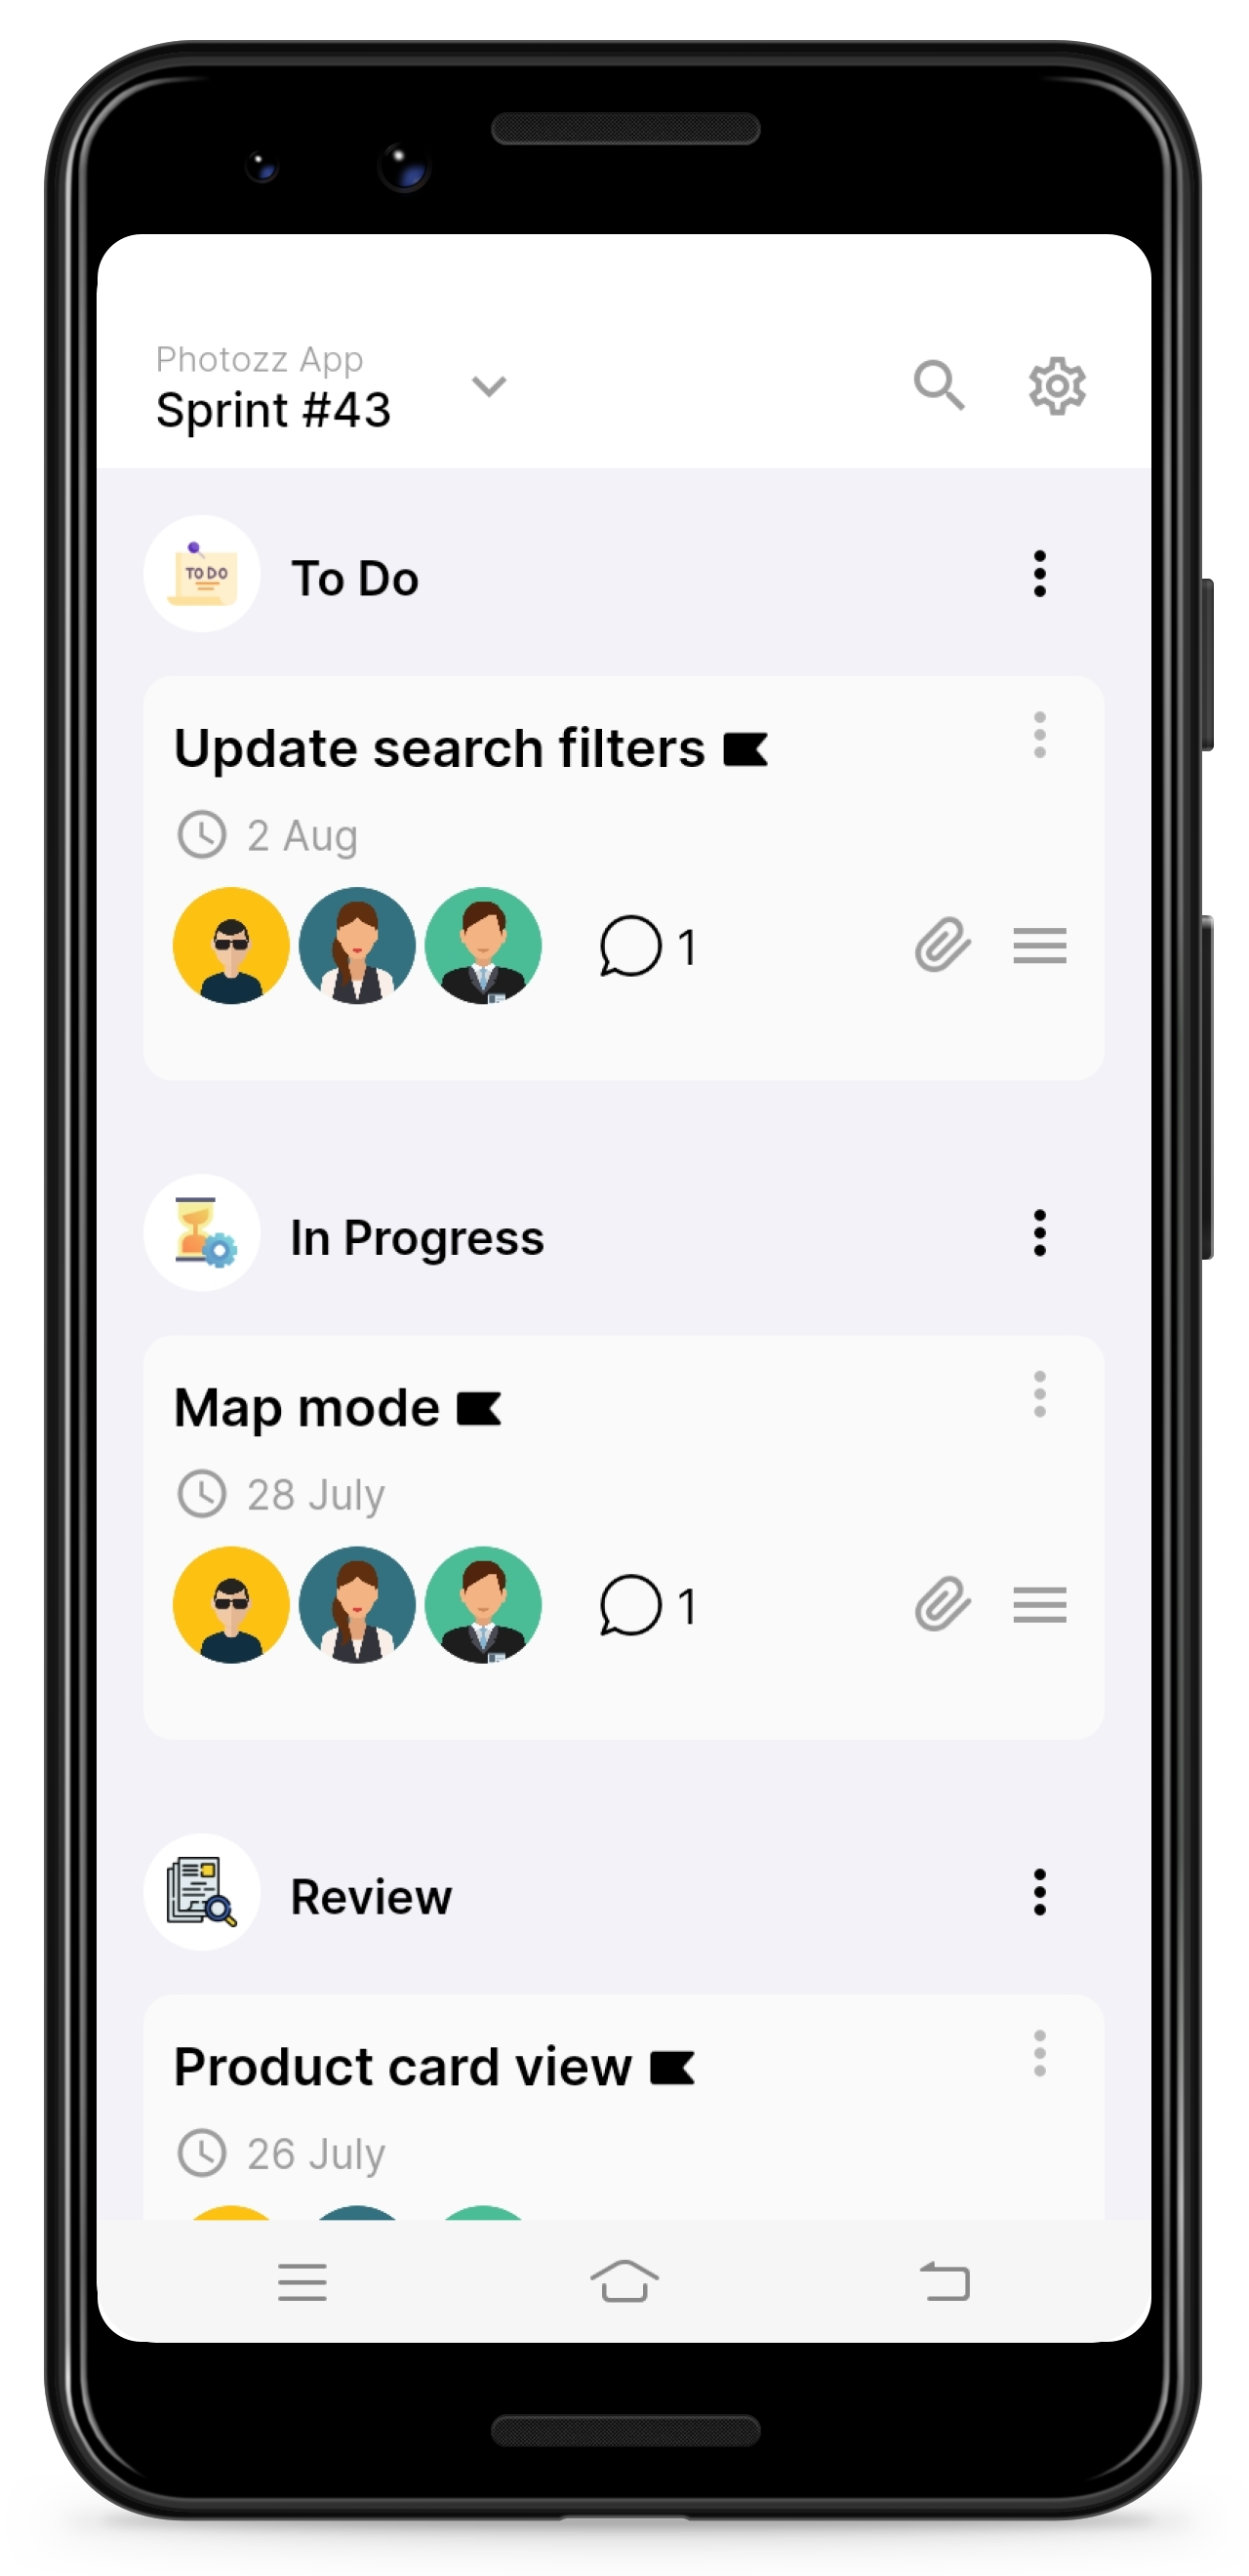 Photozz App
Sprint #43
TO DO
To Do
Update search filters
2 Aug
1
In Progress
Map mode
28 July
1
Review
Product card view
26 July